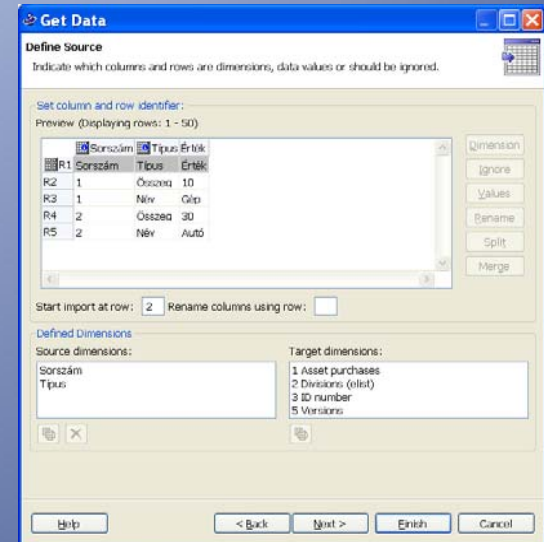 Get Data
Define Source
Indicate which columns and rows are dimensions, data values or should be ignored.
Set column and row identifier:
Preview (Displaying rows: 1 - 50)
Sorszám Típus Érték
R1 Sorszám Típus Érték
R2 1 Összeg 10
R3 1 Név Gép
R4 2 Összeg 30
R5 2 Név Autó
Dimension
Ignore
Values
Rename
Split
Merge
Start import at row: 2 Rename columns using row:
Defined Dimensions
Source dimensions:
Sorszám
Típus
Target dimensions:
1 Asset purchases
2 Divisions (elist)
3 ID number
5 Versions
Help < Back Next > Finish Cancel